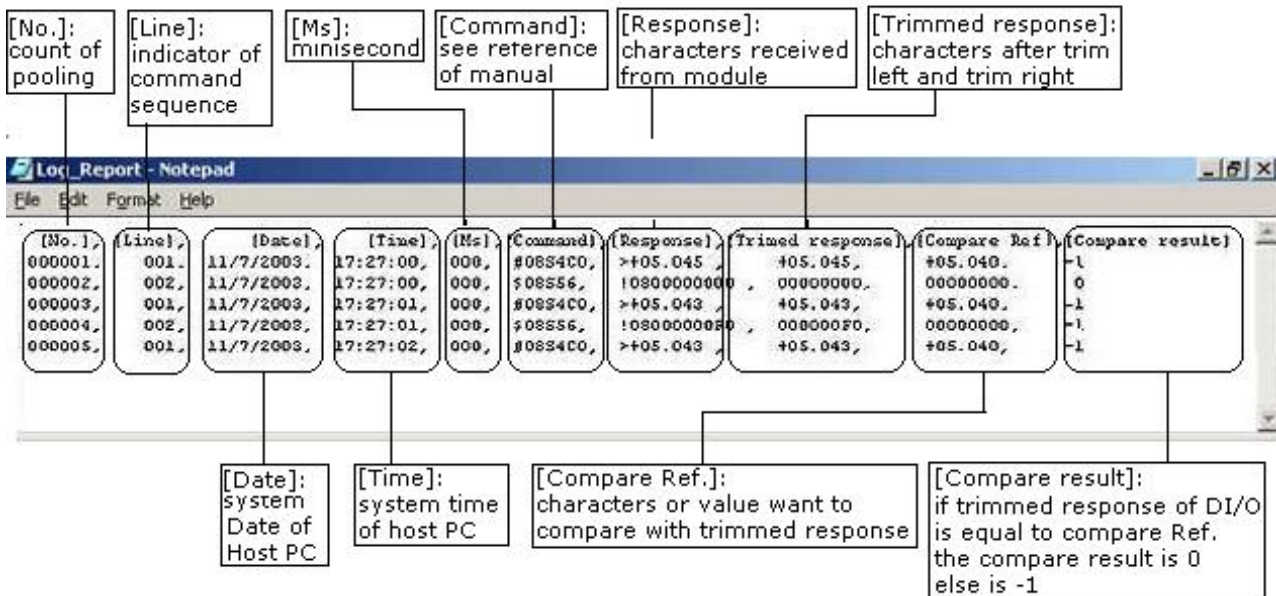 [No.]:
count of
pooling
[Line]:
indicator of
command
sequence
[Ms]:
minisecond
[Command]:
see reference
of manual
[Response]:
characters received
from module
[Trimmed response]:
characters after trim
left and trim right
Log_Report - Notepad
File Edit Format Help
[No.], [Line], [Date], [Time], [Ms], [Command], [Response], [Trimed response], [Compare Ref], [Compare result]
000001, 001, 11/7/2003, 17:27:00, 000, >+05.045 , +05.045, +05.040, -1
000002, 002, 11/7/2003, 17:27:00, 000, $08S56, !0800000000 , 00000000, 00000000, 0
000003, 001, 11/7/2003, 17:27:01, 000, >+05.043 , +05.043, +05.040, -1
000004, 002, 11/7/2003, 17:27:01, 000, $08S56, 000000F0, 00000000, -1
000005, 001, 11/7/2003, 17:27:02, 000, >+05.043 , +05.043, +05.040, -1
[Date]:
system
Date of
Host PC
[Time]:
system time
of host PC
[Compare Ref.]:
characters or value want to
compare with trimmed response
[Compare result]:
if trimmed response of DI/O
is equal to compare Ref.
the compare result is 0
else is -1